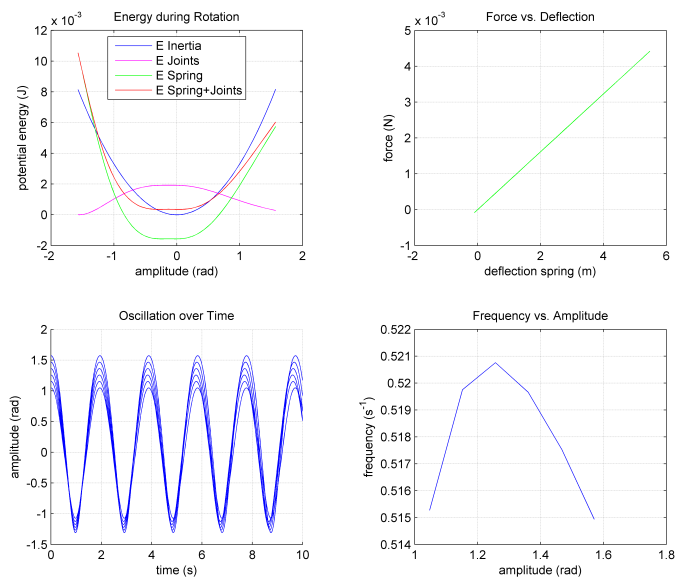 Energy during Rotation
x 10^-3
12
10
8
6
4
2
0
-2
-2
-1
0
1
2
potential energy (J)
amplitude (rad)
E Inertia
E Joints
E Spring
E Spring+Joints
Force vs. Deflection
x 10^-3
5
4
3
2
1
0
-1
-2
0
2
4
6
force (N)
deflection spring (m)
Oscillation over Time
2
1.5
1
0.5
0
-0.5
-1
-1.5
0
2
4
6
8
10
amplitude (rad)
time (s)
Frequency vs. Amplitude
0.522
0.521
0.52
0.519
0.518
0.517
0.516
0.515
0.514
1
1.2
1.4
1.6
1.8
frequency (s^-1)
amplitude (rad)